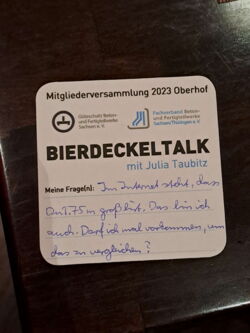 Mitgliederversammlung 2023 Oberhof
Güteschutz Beton-
und Fertigteilwerke
Sachsen e. V.
Fachverband Beton-
und Fertigteilwerke
Sachsen/Thüringen e. V.
BIERDECKELTALK
mit Julia Taubitz
Meine Frage(n): Im Internet steht, dass
Du 1.75 m groß bist. Das bin ich
auch. Darf ich mal vorkommen, um
das zu vergleichen?